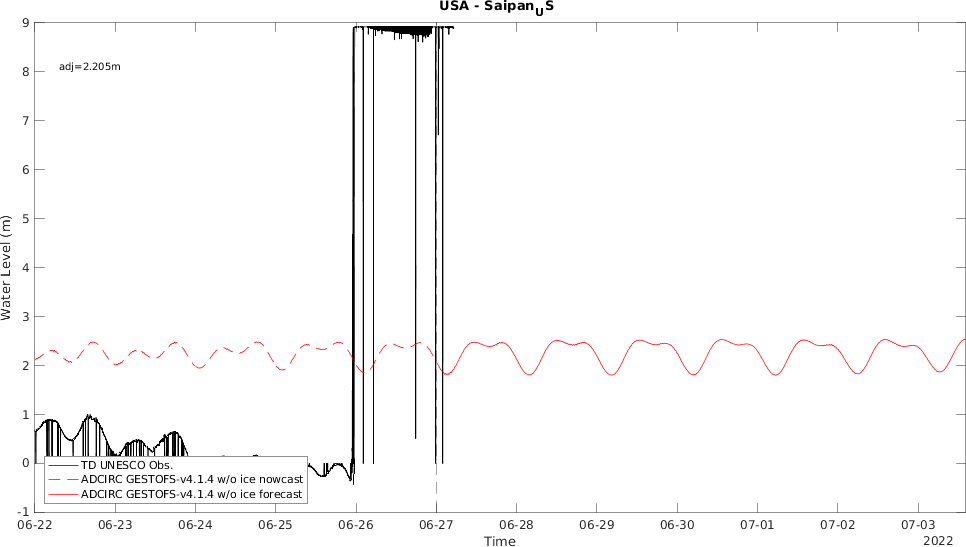 USA - Saipan_US
9
8
adj=2.205m
7
6
5
4
3
2
1
0
-1
Water Level (m)
TD UNESCO Obs.
ADCIRC GESTOFS-v4.1.4 w/o ice nowcast
ADCIRC GESTOFS-v4.1.4 w/o ice forecast
06-22 06-23 06-24 06-25 06-26 06-27 06-28 06-29 06-30 07-01 07-02 07-03
Time
2022